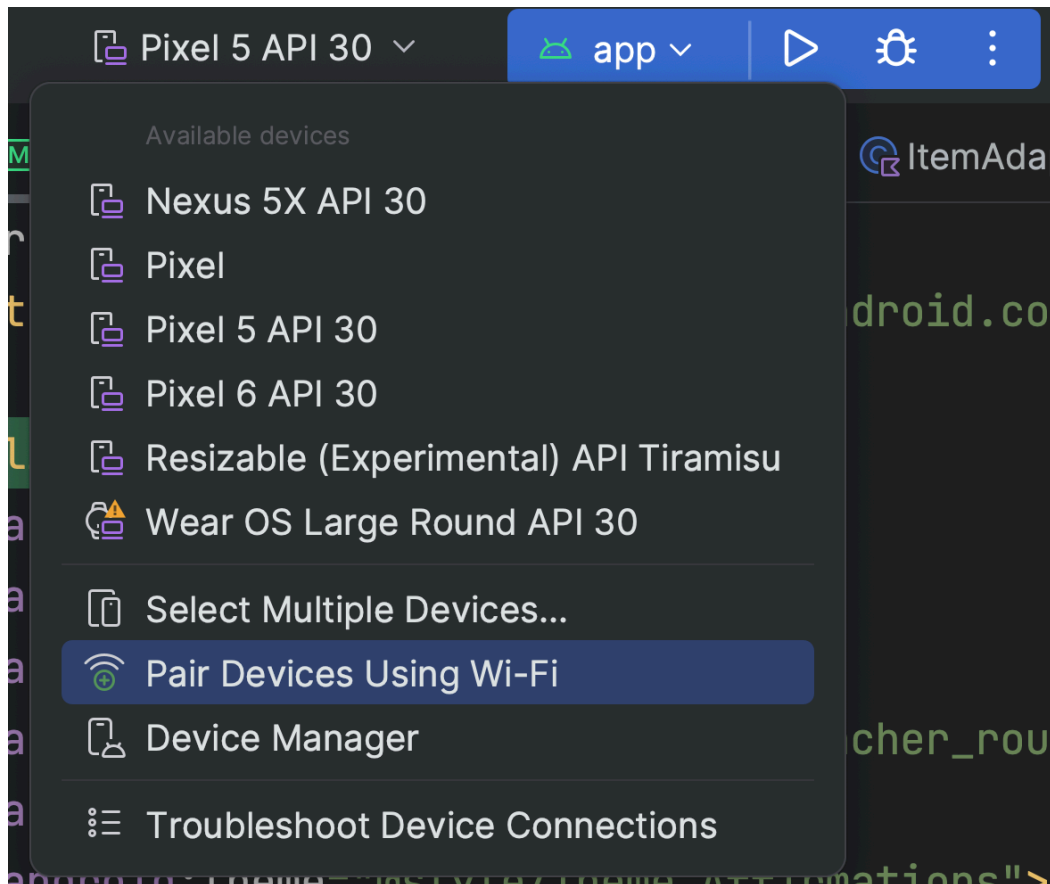 Pixel 5 API 30
app
Available devices
M
ItemAda
Nexus 5X API 30
r
Pixel
t
droid.co
Pixel 5 API 30
Pixel 6 API 30
l
Resizable (Experimental) API Tiramisu
a
Wear OS Large Round API 30
a
Select Multiple Devices...
a
Pair Devices Using Wi-Fi
a
Device Manager
cher_rou
a
Troubleshoot Device Connections